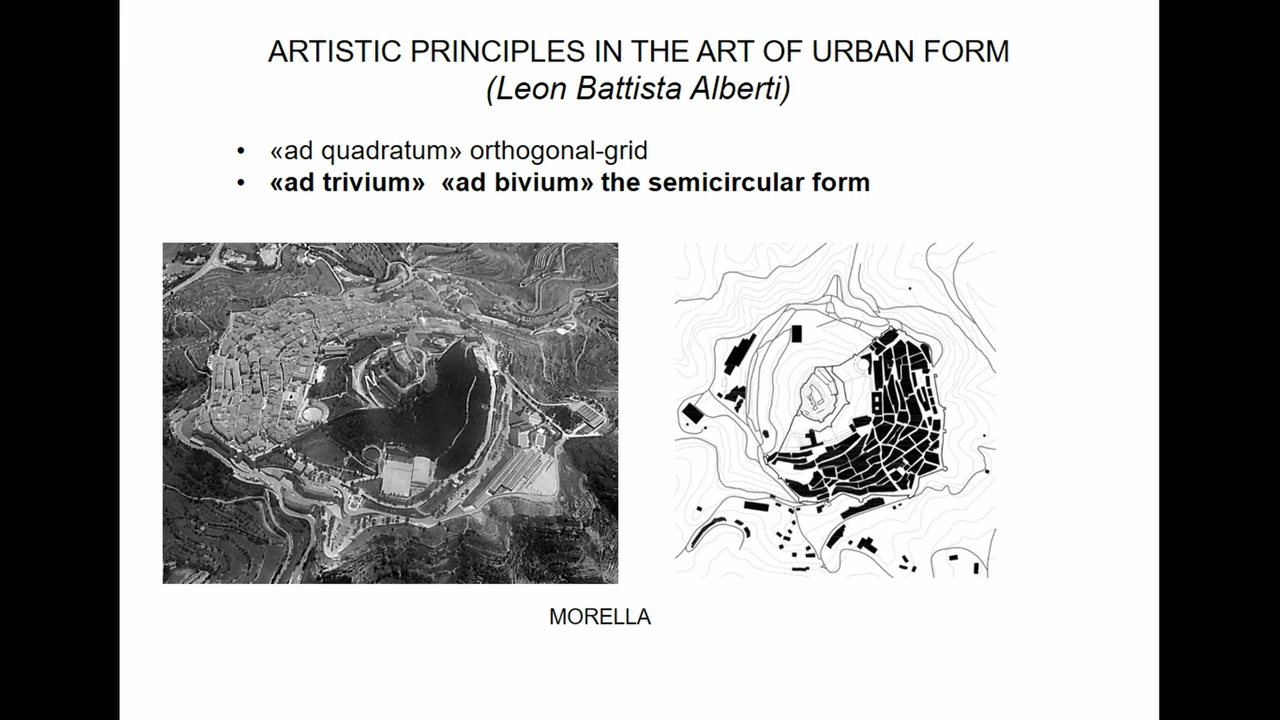 ARTISTIC PRINCIPLES IN THE ART OF URBAN FORM
(Leon Battista Alberti)
• «ad quadratum» orthogonal-grid
• «ad trivium»  «ad bivium» the semicircular form
MORELLA